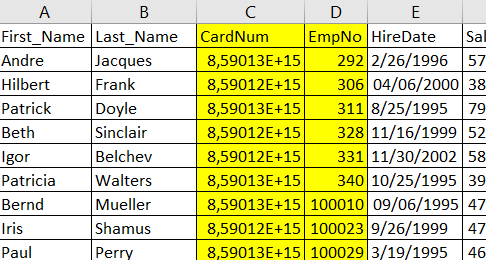 A B C D E
First_Name Last_Name CardNum EmpNo HireDate Sal
Andre Jacques 8,59013E+15 292 2/26/1996 57
Hilbert Frank 8,59012E+15 306 04/06/2000 38
Patrick Doyle 8,59013E+15 311 8/25/1995 79
Beth Sinclair 8,59012E+15 328 11/16/1999 52
Igor Belchev 8,59012E+15 331 11/30/2002 58
Patricia Walters 8,59013E+15 340 10/25/1995 39
Bernd Mueller 8,59013E+15 100010 09/06/1995 47
Iris Shamus 8,59012E+15 100023 9/26/1999 47
Paul Perry 8,59013E+15 100029 3/19/1995 46